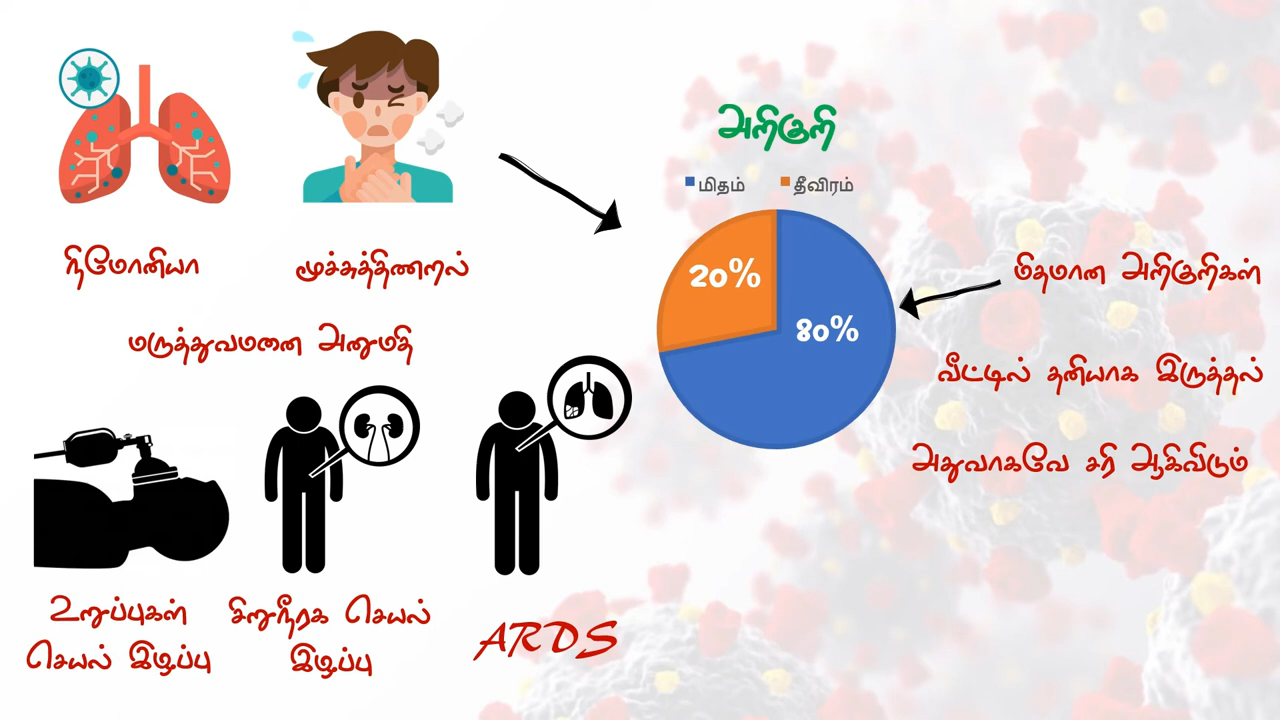 நிமோனியா
மூச்சுத்திணறல்
மருத்துவமனை அனுமதி
உறுப்புகள்
செயல் இழப்பு
சிறுநீரக செயல்
இழப்பு
ARDS
அறிகுறி
மிதம் தீவிரம்
20%
80%
மிதமான அறிகுறிகள்
வீட்டில் தனியாக இருத்தல்
அதுவாகவே சரி ஆகிவிடும்